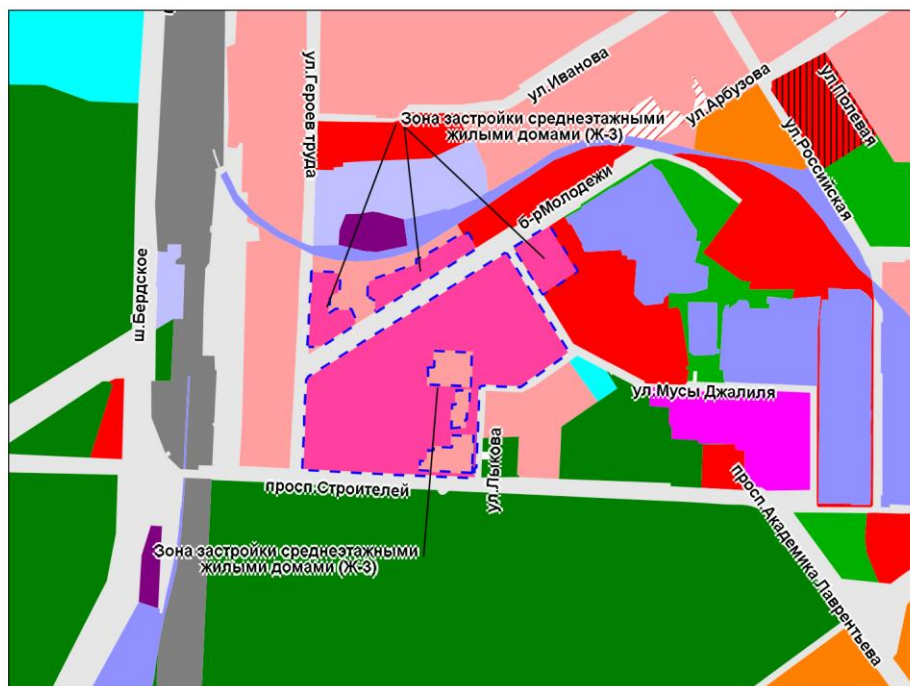 ул.Иванова
ул.Арбузова
ул.Полевая
ул.Героев труда
Зона застройки среднеэтажными
жилыми домами (Ж-3)
ул.Российская
б-рМолодежи
ш.Бердское
ул.Мусы Джалиля
просп.Строителей
ул.Лыкова
просп.Академика Лаврентьева
Зона застройки среднеэтажными
жилыми домами (Ж-3)